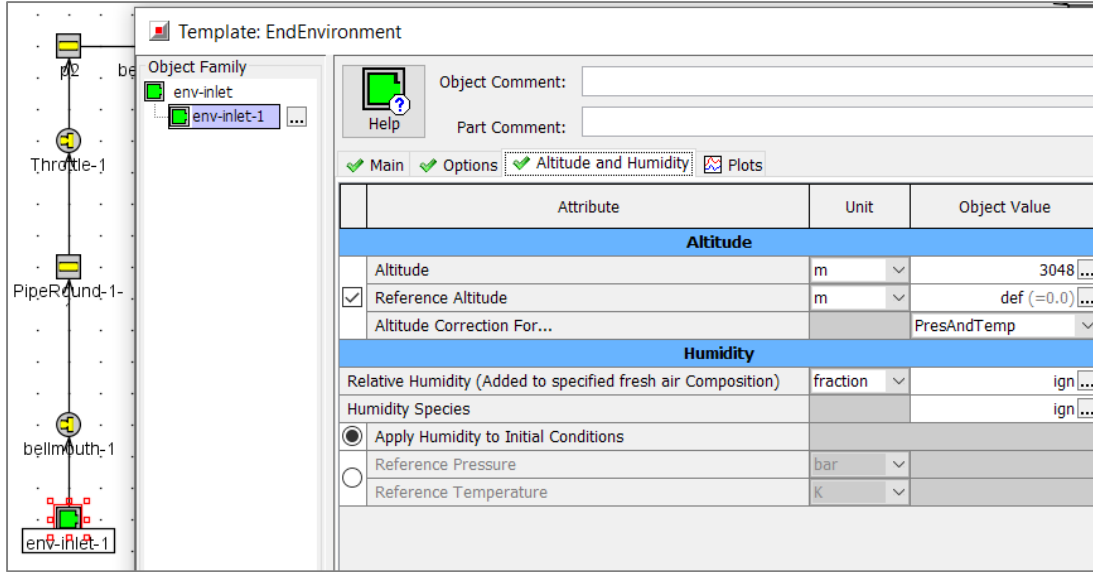 Template: EndEnvironment
Object Family
env-inlet
env-inlet-1 ...
Help
?
Object Comment:
Part Comment:
Main Options Altitude and Humidity Plots
Attribute Unit Object Value
Altitude
Altitude m 3048 ...
Reference Altitude m def (=0.0) ...
Altitude Correction For... PresAndTemp
Humidity
Relative Humidity (Added to specified fresh air Composition) fraction ign ...
Humidity Species ign ...
Apply Humidity to Initial Conditions
Reference Pressure bar
Reference Temperature K
p2
be
Throttle-1
PipeRound-1-
bellmouth-1
env-inlet-1